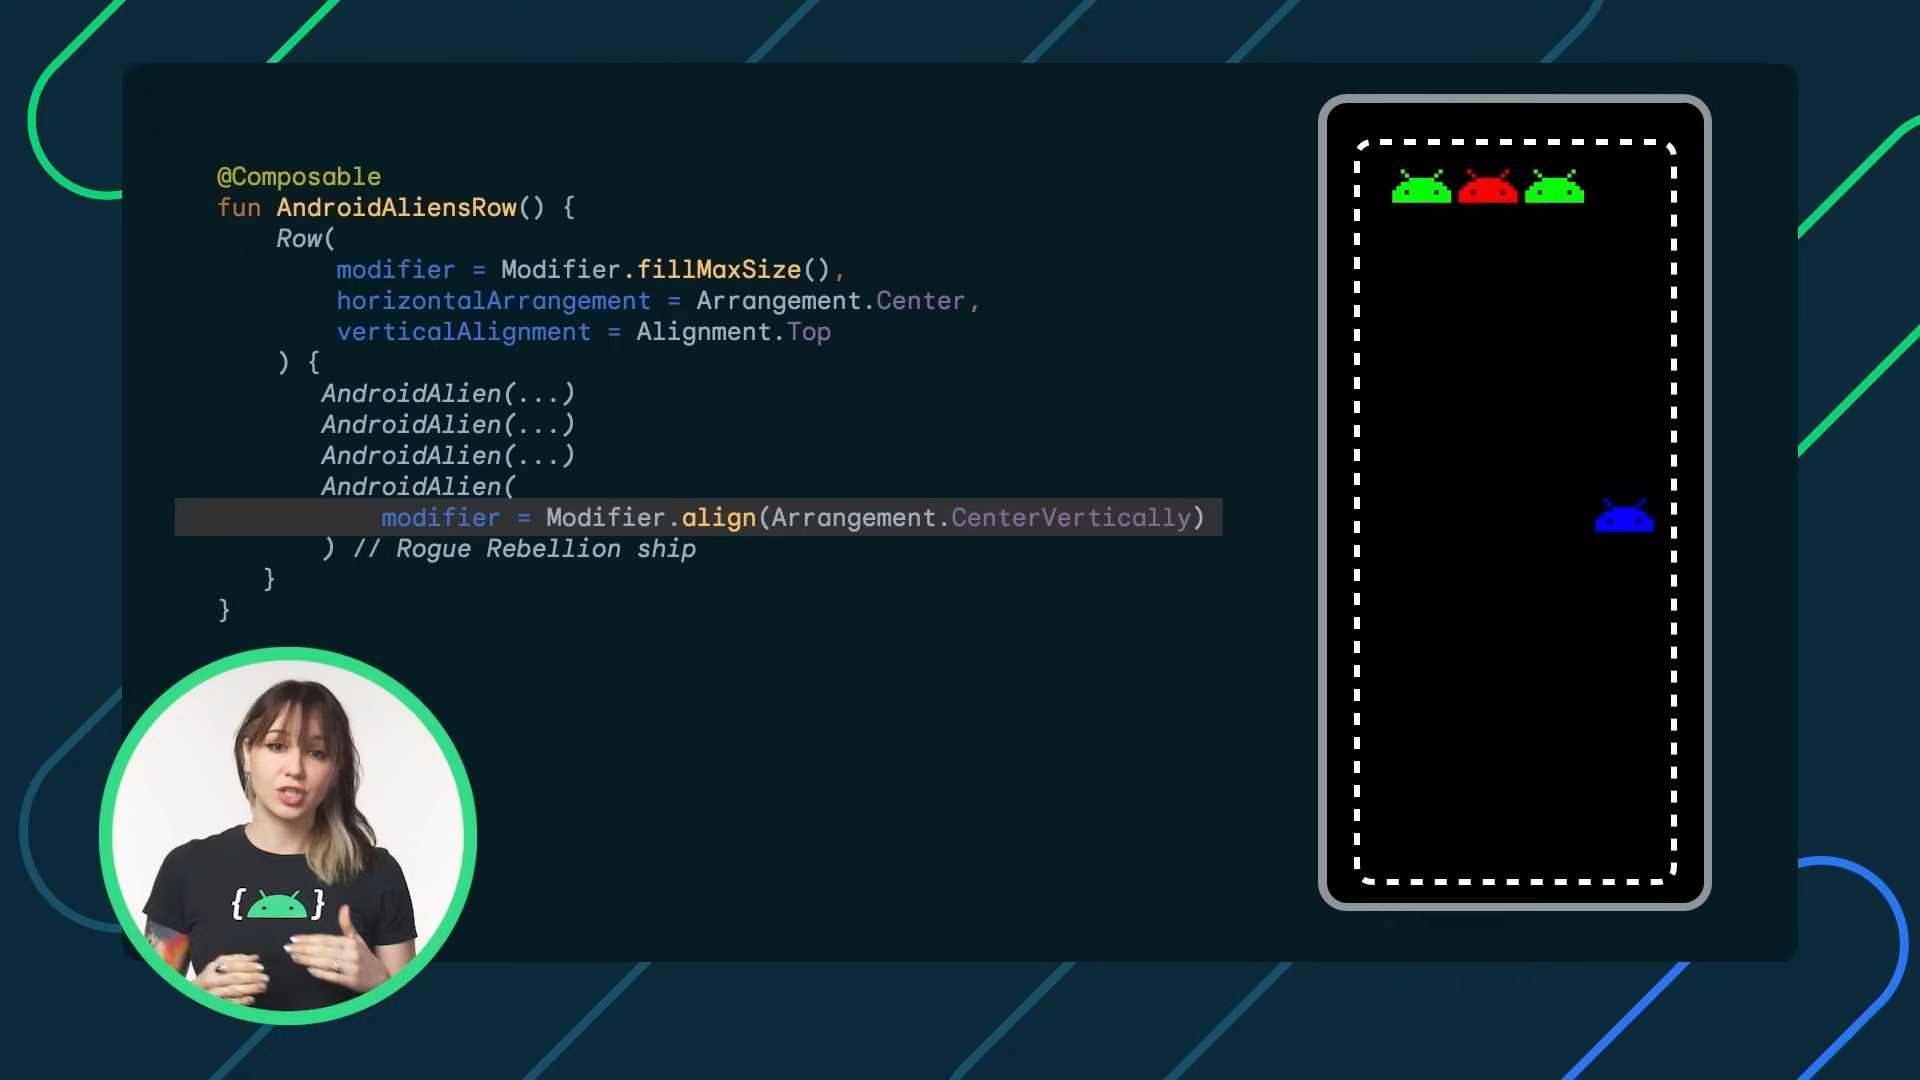 @Composable
fun AndroidAliensRow() {
Row(
modifier = Modifier.fillMaxSize(),
horizontalArrangement = Arrangement.Center,
verticalAlignment = Alignment.Top
) {
AndroidAlien(...)
AndroidAlien(...)
AndroidAlien(...)
AndroidAlien(
modifier = Modifier.align(Arrangement.CenterVertically)
) // Rogue Rebellion ship
}
}
{ }